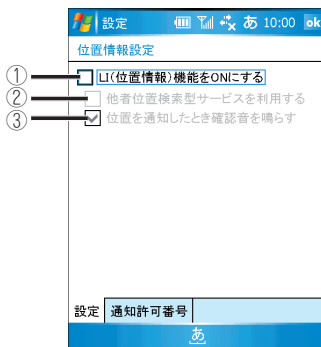 設定 あ 10:00 ok
位置情報設定
① LI(位置情報)機能をONにする
② 他者位置検索型サービスを利用する
③ 位置を通知したとき確認音を鳴らす
設定 通知許可番号
あ